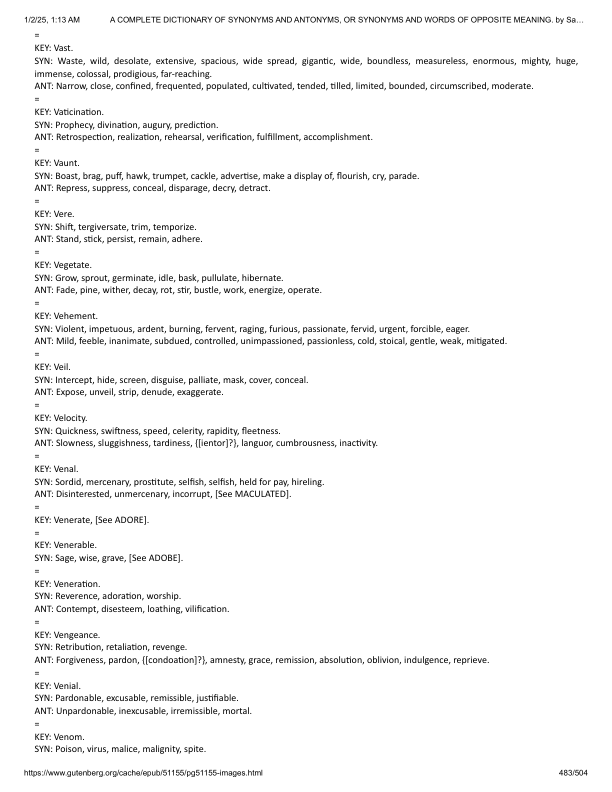 1/2/25, 1:13 AM A COMPLETE DICTIONARY OF SYNONYMS AND ANTONYMS, OR SYNONYMS AND WORDS OF OPPOSITE MEANING. by Sa…
=
KEY: Vast.
SYN: Waste, wild, desolate, extensive, spacious, wide spread, gigantic, wide, boundless, measureless, enormous, mighty, huge,
immense, colossal, prodigious, far-reaching.
ANT: Narrow, close, confined, frequented, populated, cultivated, tended, tilled, limited, bounded, circumscribed, moderate.
=
KEY: Vaticination.
SYN: Prophecy, divination, augury, prediction.
ANT: Retrospection, realization, rehearsal, verification, fulfillment, accomplishment.
=
KEY: Vaunt.
SYN: Boast, brag, puff, hawk, trumpet, cackle, advertise, make a display of, flourish, cry, parade.
ANT: Repress, suppress, conceal, disparage, decry, detract.
=
KEY: Vere.
SYN: Shift, tergiversate, trim, temporize.
ANT: Stand, stick, persist, remain, adhere.
=
KEY: Vegetate.
SYN: Grow, sprout, germinate, idle, bask, pullulate, hibernate.
ANT: Fade, pine, wither, decay, rot, stir, bustle, work, energize, operate.
=
KEY: Vehement.
SYN: Violent, impetuous, ardent, burning, fervent, raging, furious, passionate, fervid, urgent, forcible, eager.
ANT: Mild, feeble, inanimate, subdued, controlled, unimpassioned, passionless, cold, stoical, gentle, weak, mitigated.
=
KEY: Veil.
SYN: Intercept, hide, screen, disguise, palliate, mask, cover, conceal.
ANT: Expose, unveil, strip, denude, exaggerate.
=
KEY: Velocity.
SYN: Quickness, swiftness, speed, celerity, rapidity, fleetness.
ANT: Slowness, sluggishness, tardiness, {[ientor]?}, languor, cumbrousness, inactivity.
=
KEY: Venal.
SYN: Sordid, mercenary, prostitute, selfish, selfish, held for pay, hireling.
ANT: Disinterested, unmercenary, incorrupt, [See MACULATED].
=
KEY: Venerate, [See ADORE].
=
KEY: Venerable.
SYN: Sage, wise, grave, [See ADOBE].
=
KEY: Veneration.
SYN: Reverence, adoration, worship.
ANT: Contempt, disesteem, loathing, vilification.
=
KEY: Vengeance.
SYN: Retribution, retaliation, revenge.
ANT: Forgiveness, pardon, {[condoation]?}, amnesty, grace, remission, absolution, oblivion, indulgence, reprieve.
=
KEY: Venial.
SYN: Pardonable, excusable, remissible, justifiable.
ANT: Unpardonable, inexcusable, irremissible, mortal.
=
KEY: Venom.
SYN: Poison, virus, malice, malignity, spite.
https://www.gutenberg.org/cache/epub/51155/pg51155-images.html 483/504